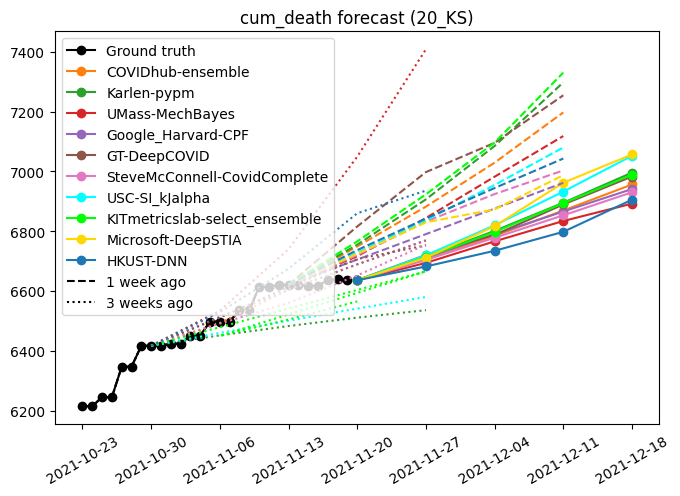 cum_death forecast (20_KS)
7400
7200
7000
6800
6600
6400
6200
Ground truth
COVIDhub-ensemble
Karlen-pypm
UMass-MechBayes
Google_Harvard-CPF
GT-DeepCOVID
SteveMcConnell-CovidComplete
USC-SI_kJalpha
KITmetricslab-select_ensemble
Microsoft-DeepSTIA
HKUST-DNN
1 week ago
3 weeks ago
2021-10-23
2021-10-30
2021-11-06
2021-11-13
2021-11-20
2021-11-27
2021-12-04
2021-12-11
2021-12-18